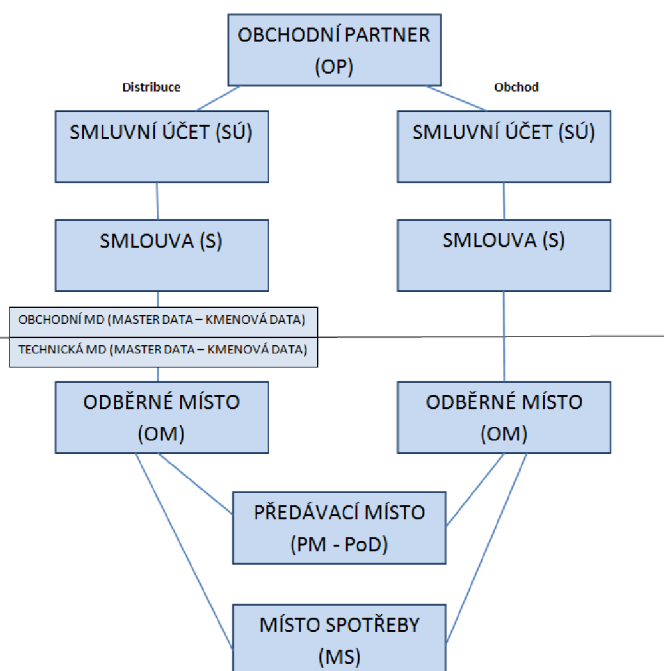 OBCHODNÍ PARTNER
(OP)
Distribuce
Obchod
SMLUVNÍ ÚČET (SÚ)
SMLUVNÍ ÚČET (SÚ)
SMLOUVA (S)
SMLOUVA (S)
OBCHODNÍ MD (MASTER DATA – KMENOVÁ DATA)
TECHNICKÁ MD (MASTER DATA – KMENOVÁ DATA)
ODBĚRNÉ MÍSTO
(OM)
ODBĚRNÉ MÍSTO
(OM)
PŘEDÁVACÍ MÍSTO
(PM - PoD)
MÍSTO SPOTŘEBY
(MS)